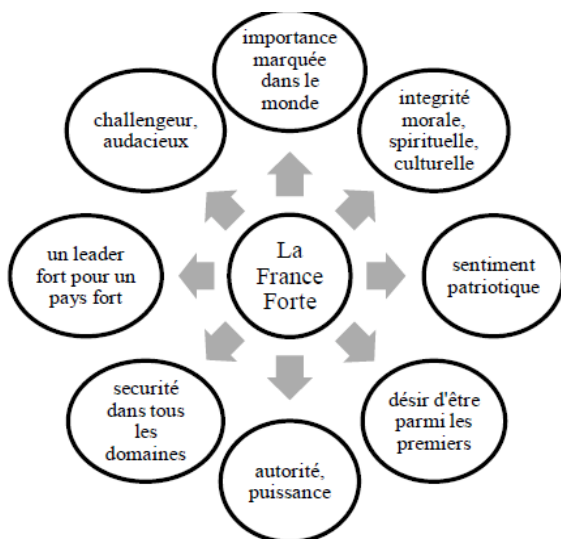 importance
marquée
dans le
monde
integrité
morale,
spirituelle,
culturelle
sentiment
patriotique
désir d'être
parmi les
premiers
autorité,
puissance
securité
dans tous
les
domaines
un leader
fort pour un
pays fort
challengeur,
audacieux
La
France
Forte